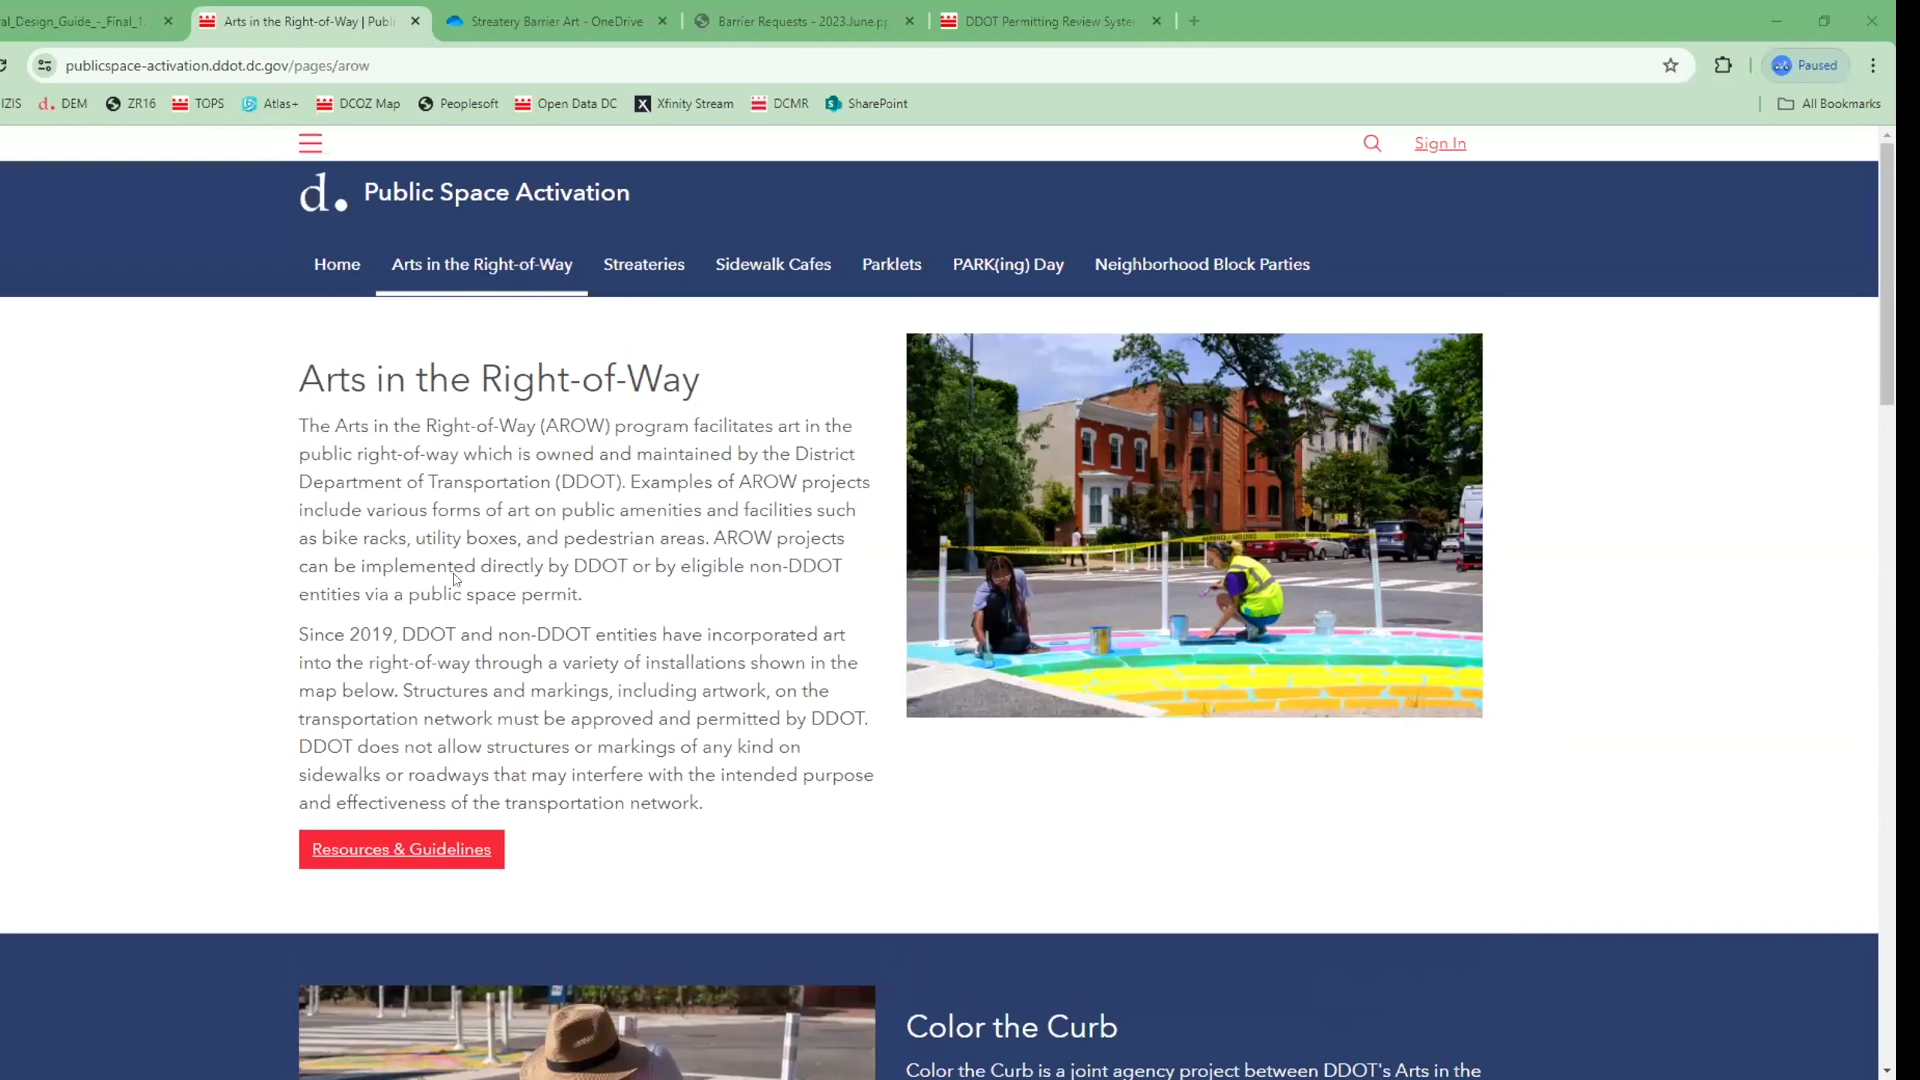 al_Design_Guide_-_Final_1.
Arts in the Right-of-Way | Publi
Streatery Barrier Art - OneDrive
Barrier Requests - 2023.June.pp
DDOT Permitting Review System
publicspace-activation.ddot.dc.gov/pages/arow
Paused
IZIS
DEM
ZR16
TOPS
Atlas+
DCOZ Map
Peoplesoft
Open Data DC
Xfinity Stream
DCMR
SharePoint
All Bookmarks
Sign In
d. Public Space Activation
Home
Arts in the Right-of-Way
Streateries
Sidewalk Cafes
Parklets
PARK(ing) Day
Neighborhood Block Parties
Arts in the Right-of-Way
The Arts in the Right-of-Way (AROW) program facilitates art in the
public right-of-way which is owned and maintained by the District
Department of Transportation (DDOT). Examples of AROW projects
include various forms of art on public amenities and facilities such
as bike racks, utility boxes, and pedestrian areas. AROW projects
can be implemented directly by DDOT or by eligible non-DDOT
entities via a public space permit.
Since 2019, DDOT and non-DDOT entities have incorporated art
into the right-of-way through a variety of installations shown in the
map below. Structures and markings, including artwork, on the
transportation network must be approved and permitted by DDOT.
DDOT does not allow structures or markings of any kind on
sidewalks or roadways that may interfere with the intended purpose
and effectiveness of the transportation network.
Resources & Guidelines
Color the Curb
Color the Curb is a joint agency project between DDOT's Arts in the